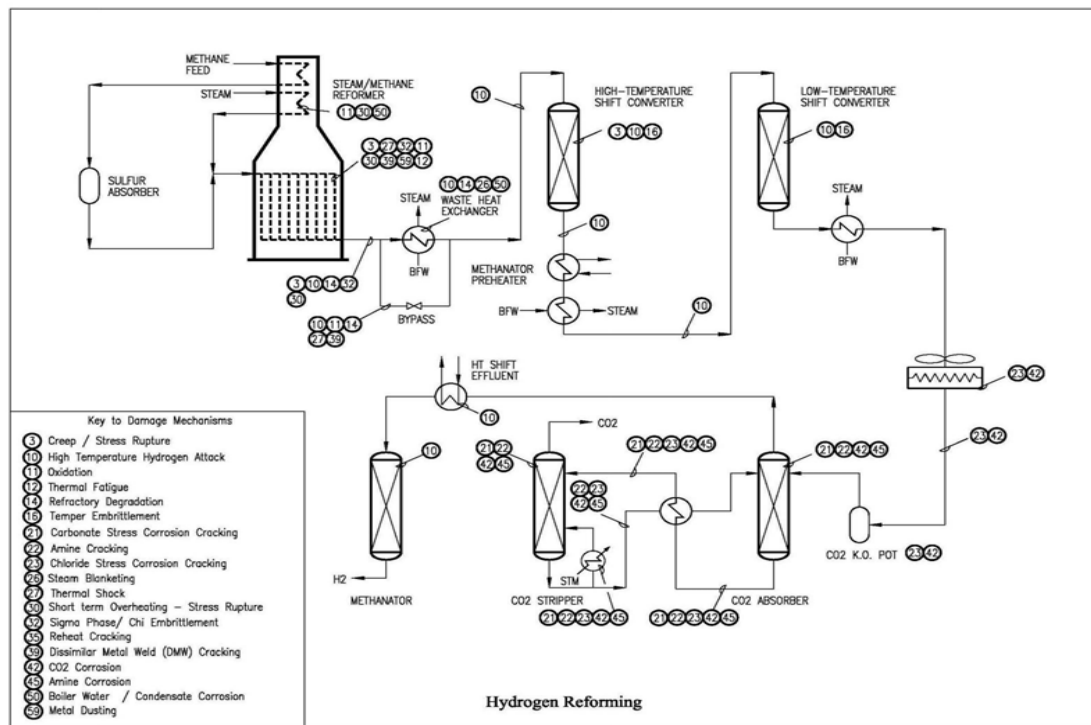 METHANE
FEED
STEAM
STEAM/METHANE
REFORMER
11 30 50
3 27 32 11
30 39 59 12
SULFUR
ABSORBER
10 14 26 50
STEAM
WASTE HEAT
EXCHANGER
BFW
3 10 14 32
30
10 11 14
27 39
BYPASS
10
HIGH-TEMPERATURE
SHIFT CONVERTER
3 10 16
10
METHANATOR
PREHEATER
BFW
STEAM
10
LOW-TEMPERATURE
SHIFT CONVERTER
10 16
STEAM
BFW
23 42
23 42
HT SHIFT
EFFLUENT
10
10
H2
METHANATOR
CO2
21 22
42 45
21 22 23 42 45
22 23
42 45
STM
CO2 STRIPPER
21 22 23 42 45
21 22 42 45
CO2 ABSORBER
21 22 23 42 45
CO2 K.O. POT
23 42
Key to Damage Mechanisms
3 Creep / Stress Rupture
10 High Temperature Hydrogen Attack
11 Oxidation
12 Thermal Fatigue
14 Refractory Degradation
16 Temper Embrittlement
21 Carbonate Stress Corrosion Cracking
22 Amine Cracking
23 Chloride Stress Corrosion Cracking
26 Steam Blanketing
27 Thermal Shock
30 Short term Overheating – Stress Rupture
32 Sigma Phase/ Chi Embrittlement
35 Reheat Cracking
39 Dissimilar Metal Weld (DMW) Cracking
42 CO2 Corrosion
45 Amine Corrosion
50 Boiler Water / Condensate Corrosion
59 Metal Dusting
Hydrogen Reforming